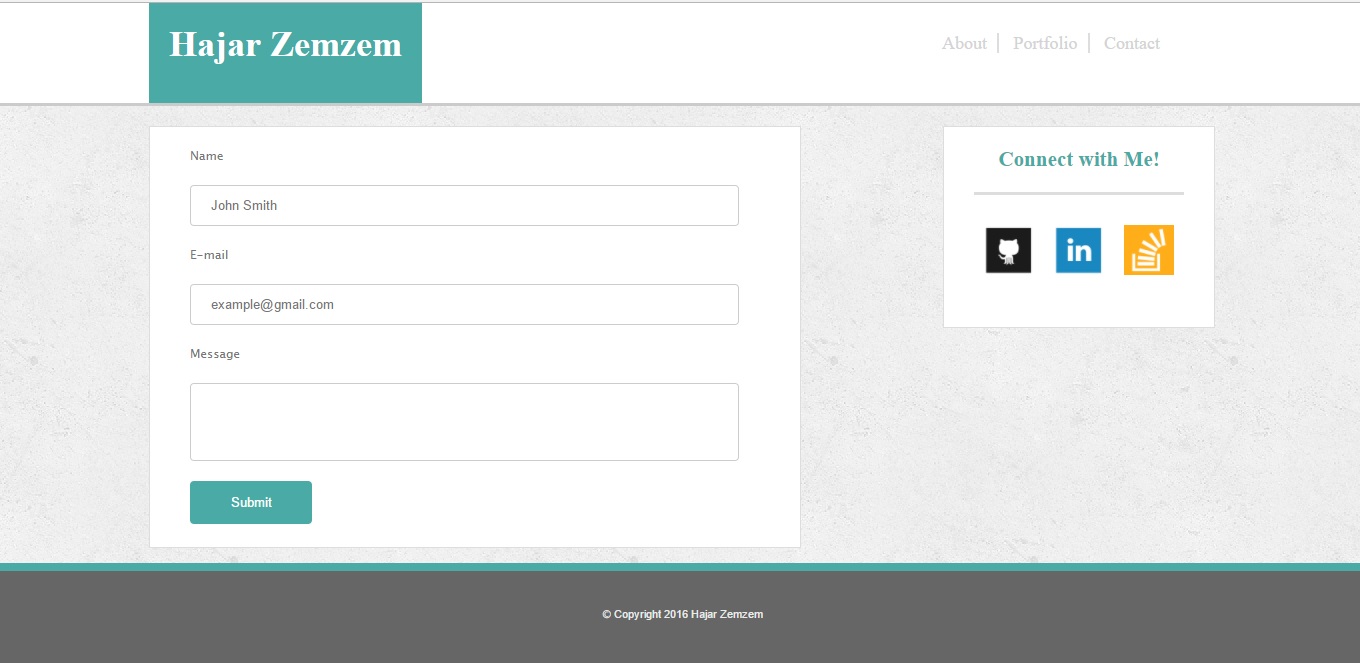 Hajar Zemzem
About
Portfolio
Contact
Name
John Smith
E-mail
example@gmail.com
Message
Submit
Connect with Me!
in
© Copyright 2016 Hajar Zemzem